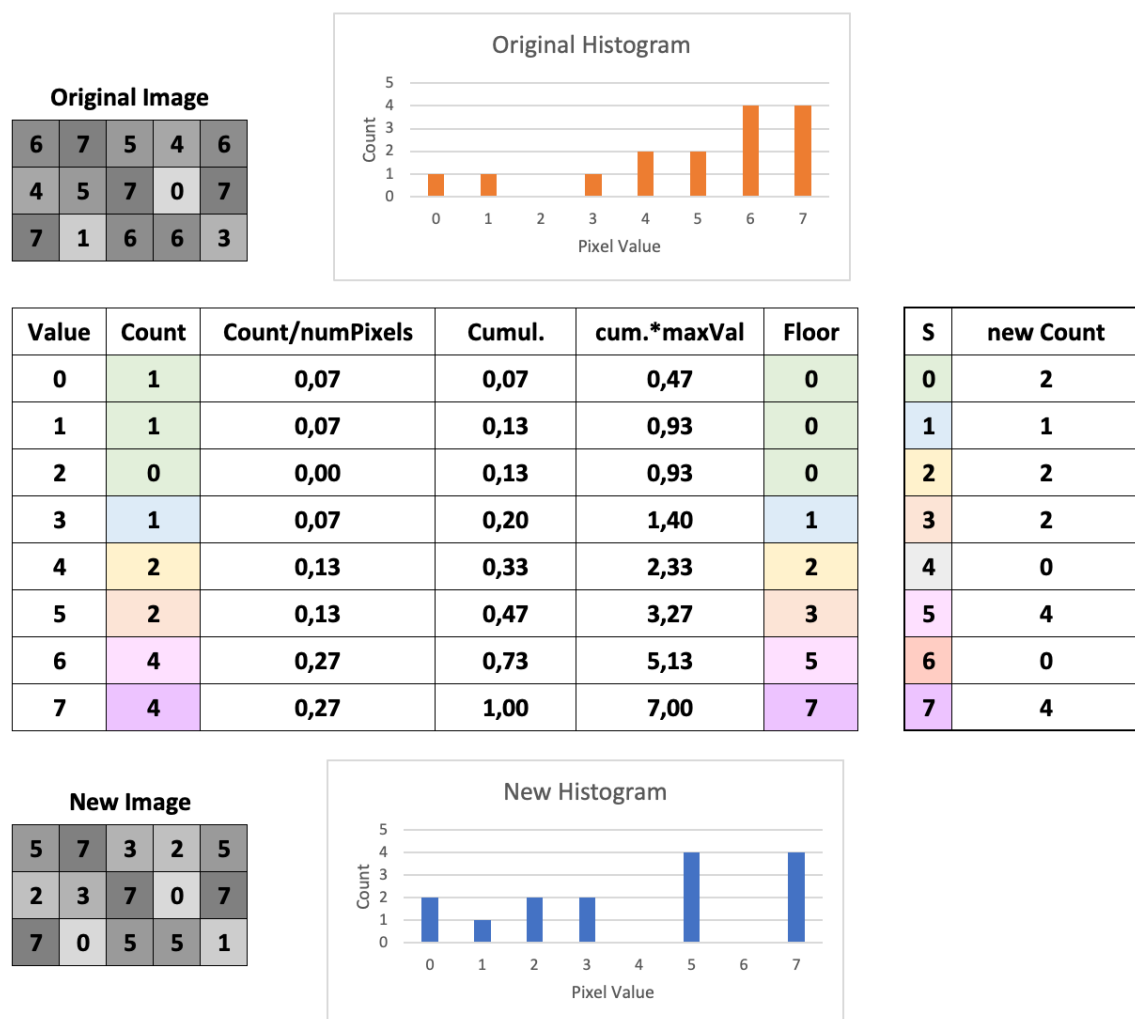 Original Histogram
5
4
3
2
1
0
Count
0 1 2 3 4 5 6 7
Pixel Value
Original Image
6 7 5 4 6
4 5 7 0 7
7 1 6 6 3
Value Count Count/numPixels Cumul. cum.*maxVal Floor
0 1 0,07 0,07 0,47 0
1 1 0,07 0,13 0,93 0
2 0 0,00 0,13 0,93 0
3 1 0,07 0,20 1,40 1
4 2 0,13 0,33 2,33 2
5 2 0,13 0,47 3,27 3
6 4 0,27 0,73 5,13 5
7 4 0,27 1,00 7,00 7
S new Count
0 2
1 1
2 2
3 2
4 0
5 4
6 0
7 4
New Image
5 7 3 2 5
2 3 7 0 7
7 0 5 5 1
New Histogram
5
4
3
2
1
0
Count
0 1 2 3 4 5 6 7
Pixel Value